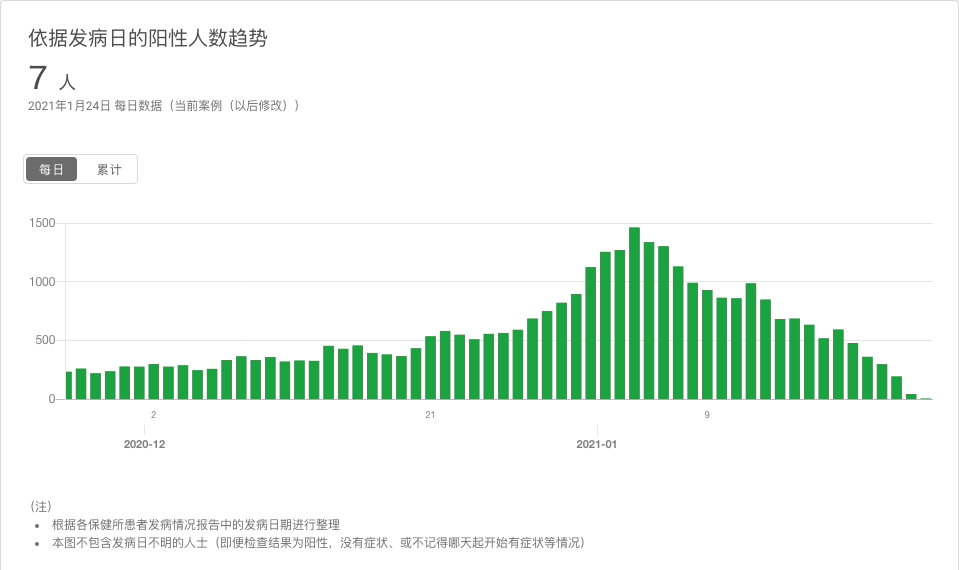 依据发病日的阳性人数趋势
7 人
2021年1月24日 每日数据（当前案例（以后修改））
每日 累计
1500
1000
500
0
2 21 9
2020-12 2021-01
（注）
• 根据各保健所患者发病情况报告中的发病日期进行整理
• 本图不包含发病日不明的人士（即便检查结果为阳性，没有症状、或不记得哪天起开始有症状等情况）